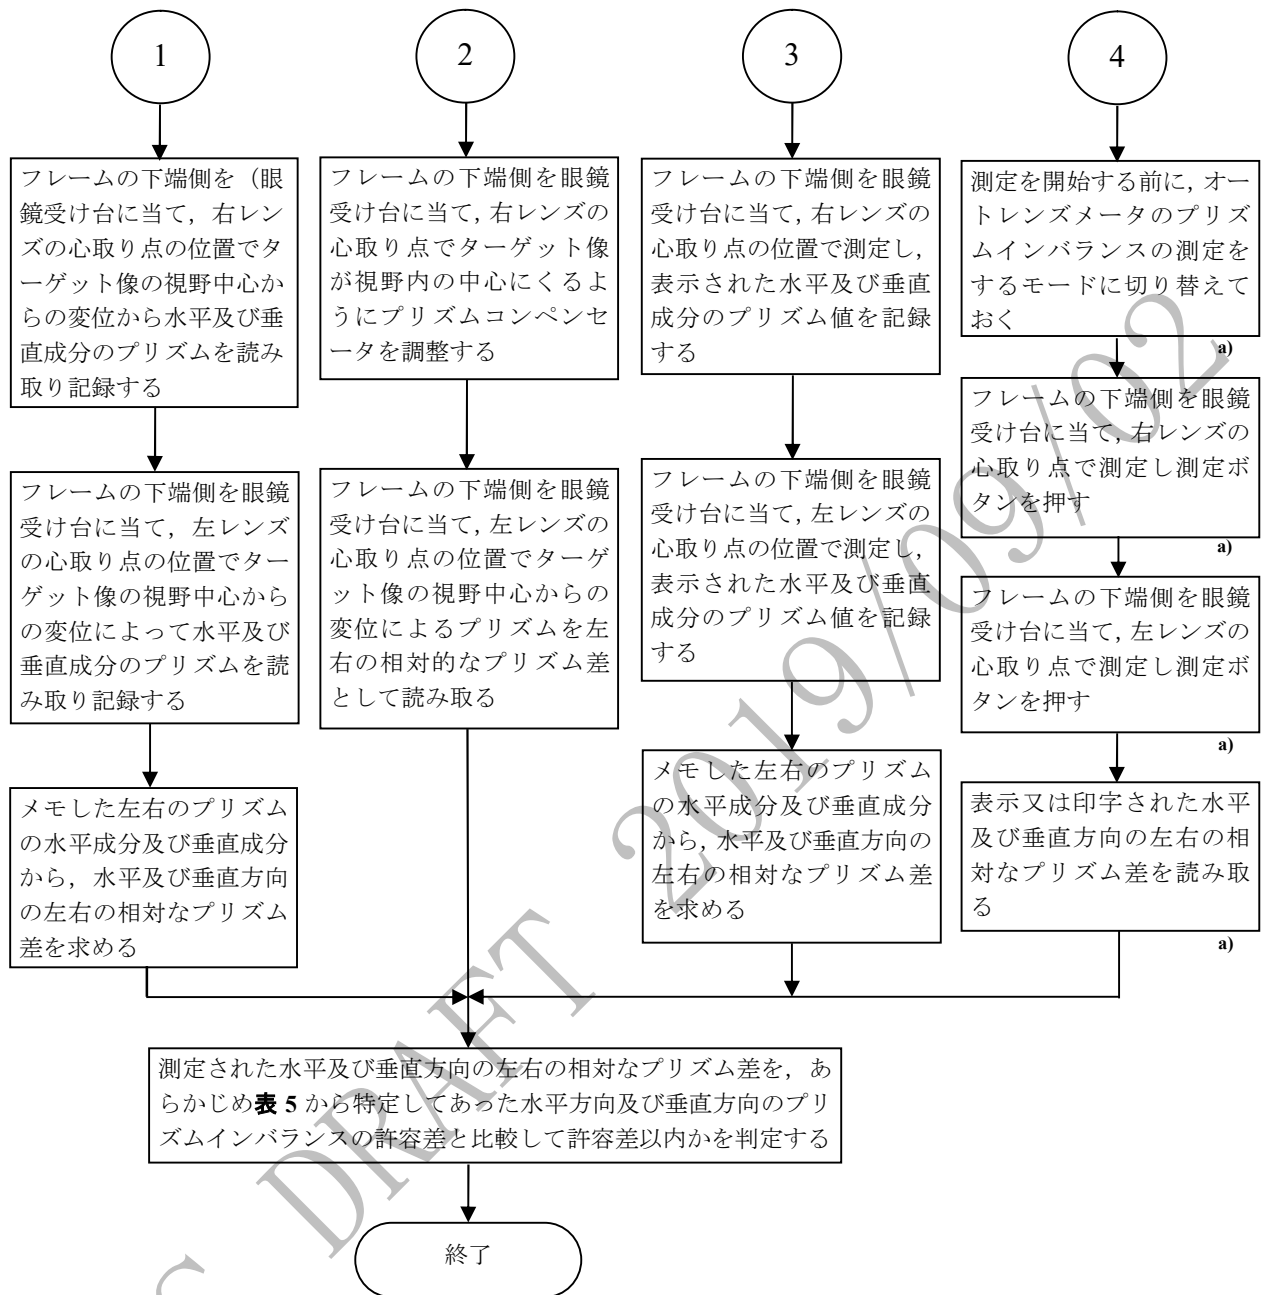 1
フレームの下端側を（眼
鏡受け台に当て，右レン
ズの心取り点の位置でタ
ーゲット像の視野中心か
らの変位から水平及び垂
直成分のプリズムを読み
取り記録する
フレームの下端側を眼鏡
受け台に当て，左レンズ
の心取り点の位置でター
ゲット像の視野中心から
の変位によって水平及び
垂直成分のプリズムを読
み取り記録する
メモした左右のプリズム
の水平成分及び垂直成分
から，水平及び垂直方向
の左右の相対なプリズム
差を求める
2
フレームの下端側を眼鏡
受け台に当て，右レンズの
心取り点でターゲット像
が視野内の中心にくるよ
うにプリズムコンペンセ
ータを調整する
フレームの下端側を眼鏡
受け台に当て，左レンズの
心取り点の位置でターゲ
ット像の視野中心からの
変位によるプリズムを左
右の相対的なプリズム差
として読み取る
3
フレームの下端側を眼鏡
受け台に当て，右レンズの
心取り点の位置で測定し，
表示された水平及び垂直
成分のプリズム値を記録
する
フレームの下端側を眼鏡
受け台に当て，左レンズの
心取り点の位置で測定し，
表示された水平及び垂直
成分のプリズム値を記録
する
メモした左右のプリズム
の水平成分及び垂直成分
から，水平及び垂直方向の
左右の相対なプリズム差
を求める
4
測定を開始する前に，オー
トレンズメータのプリズ
ムインバランスの測定を
するモードに切り替えて
おく
a)
フレームの下端側を眼鏡
受け台に当て，右レンズの
心取り点で測定し測定ボ
タンを押す
a)
フレームの下端側を眼鏡
受け台に当て，左レンズの
心取り点で測定し測定ボ
タンを押す
a)
表示又は印字された水平
及び垂直方向の左右の相
対なプリズム差を読み取
る
a)
測定された水平及び垂直方向の左右の相対なプリズム差を，あ
らかじめ表 5 から特定してあった水平方向及び垂直方向のプリ
ズムインバランスの許容差と比較して許容差以内かを判定する
終了
S DRAFT 2019/09/02